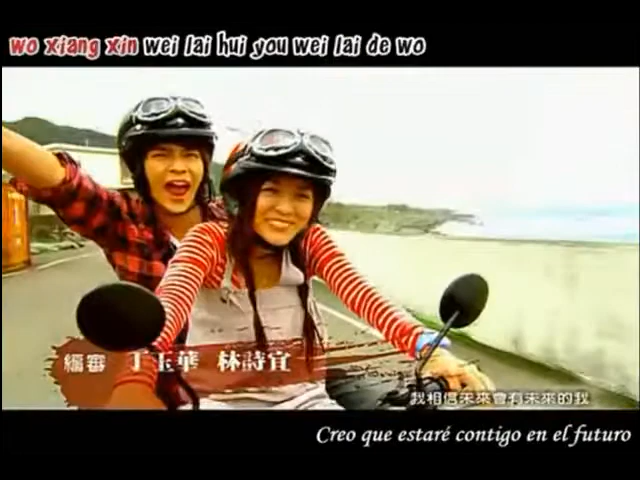 wo xiang xin wei lai hui you wei lai de wo
編審 丁玉華 林詩宜
我相信未來會有未來的我
Creo que estaré contigo en el futuro